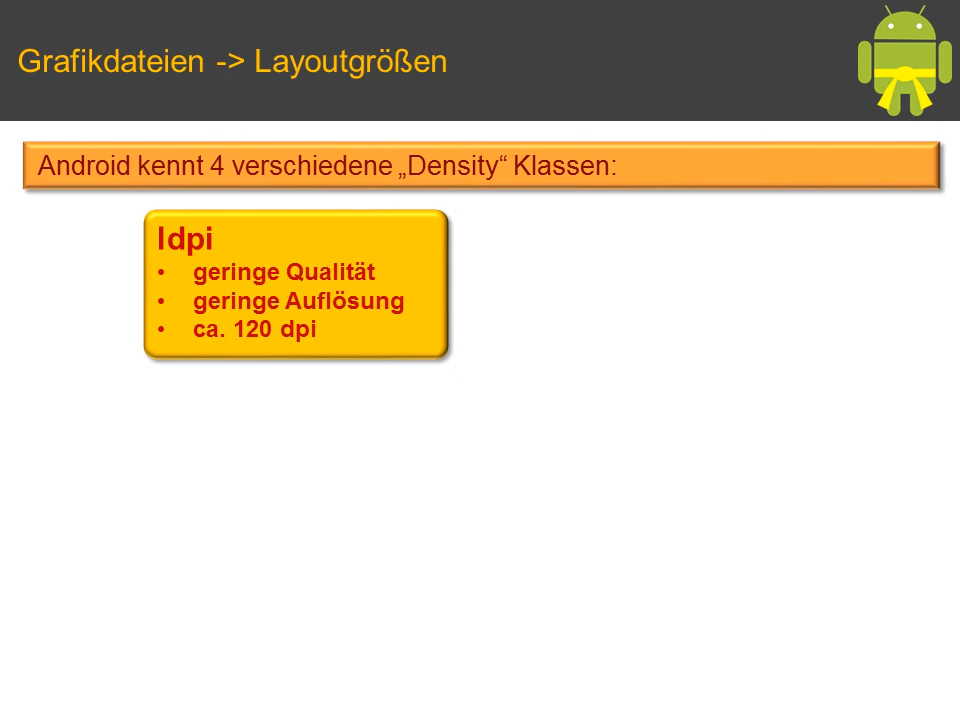 Grafikdateien -> Layoutgrößen
Android kennt 4 verschiedene „Density“ Klassen:
ldpi
• geringe Qualität
• geringe Auflösung
• ca. 120 dpi